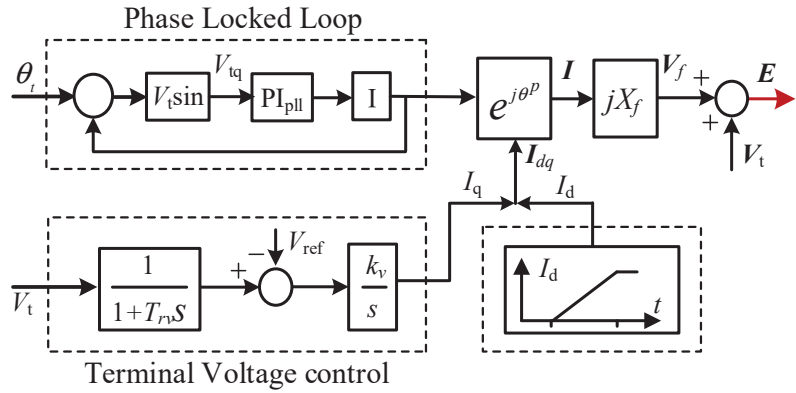 Phase Locked Loop
θt
Vtsin
Vtq
PIpll
I
e^jθ^p
I
jXf
Vf
+
+
E
Vt
Idq
Iq
Id
Vt
1
1+Trvs
+
−
Vref
kv
s
Id
t
Terminal Voltage control